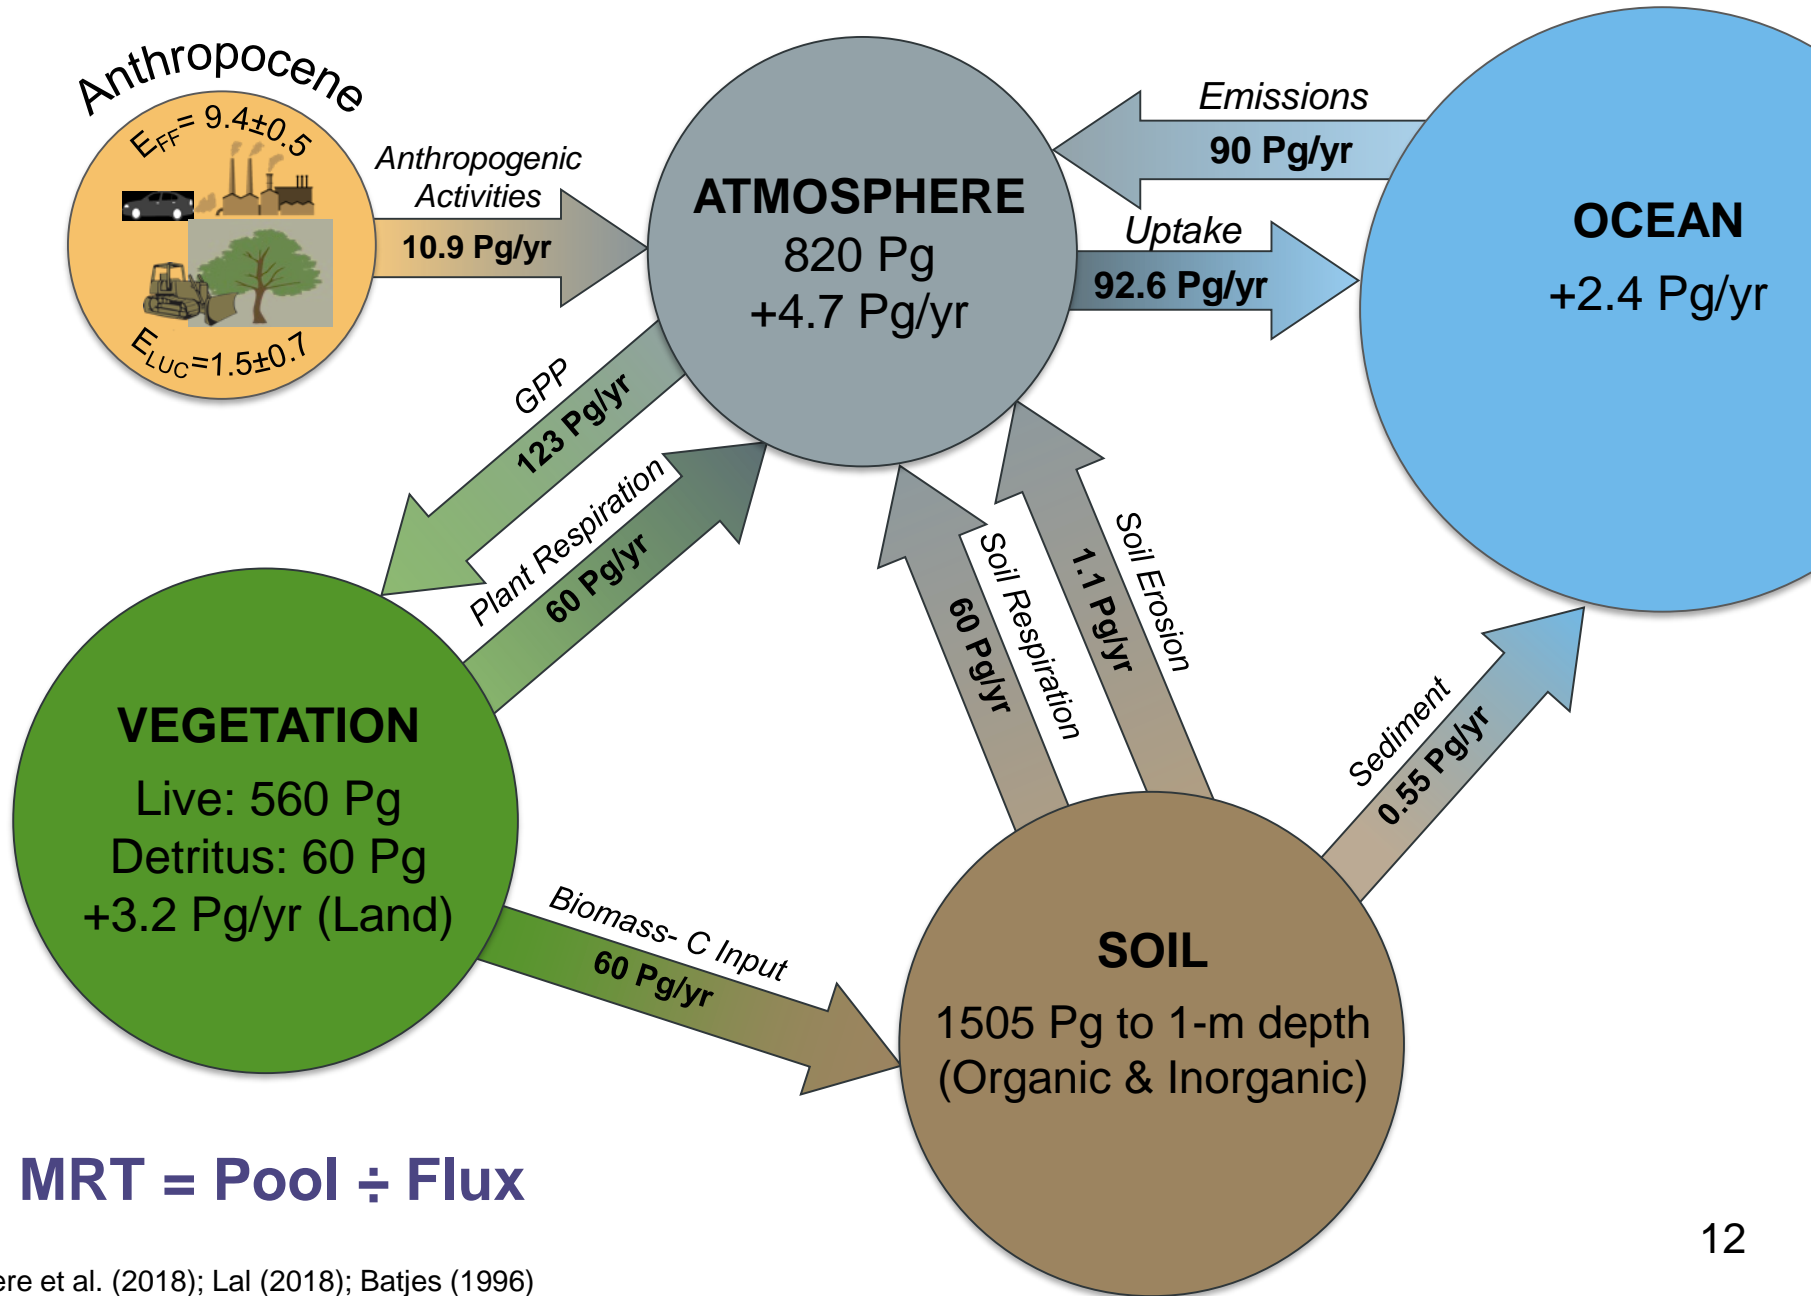 Anthropocene
E_FF = 9.4±0.5
E_LUC=1.5±0.7
Anthropogenic
Activities
10.9 Pg/yr
ATMOSPHERE
820 Pg
+4.7 Pg/yr
Emissions
90 Pg/yr
Uptake
92.6 Pg/yr
OCEAN
+2.4 Pg/yr
GPP
123 Pg/yr
Plant Respiration
60 Pg/yr
Soil Respiration
60 Pg/yr
Soil Erosion
1.1 Pg/yr
Sediment
0.55 Pg/yr
VEGETATION
Live: 560 Pg
Detritus: 60 Pg
+3.2 Pg/yr (Land)
Biomass- C Input
60 Pg/yr
SOIL
1505 Pg to 1-m depth
(Organic & Inorganic)
MRT = Pool ÷ Flux
12
ere et al. (2018); Lal (2018); Batjes (1996)